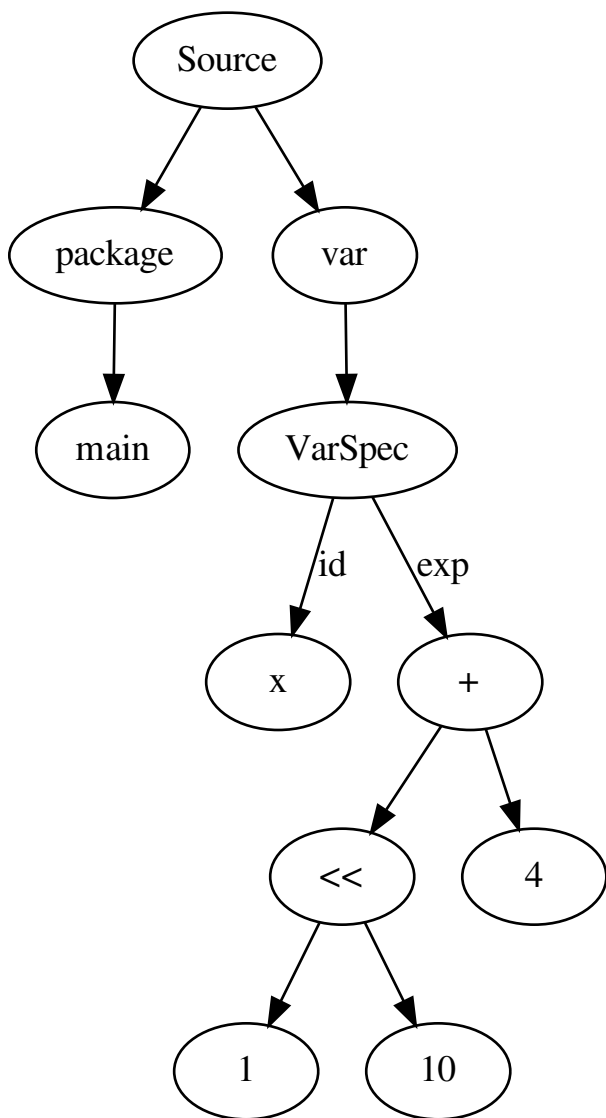 Source
package
var
main
VarSpec
id
exp
x
+
<<
4
1
10